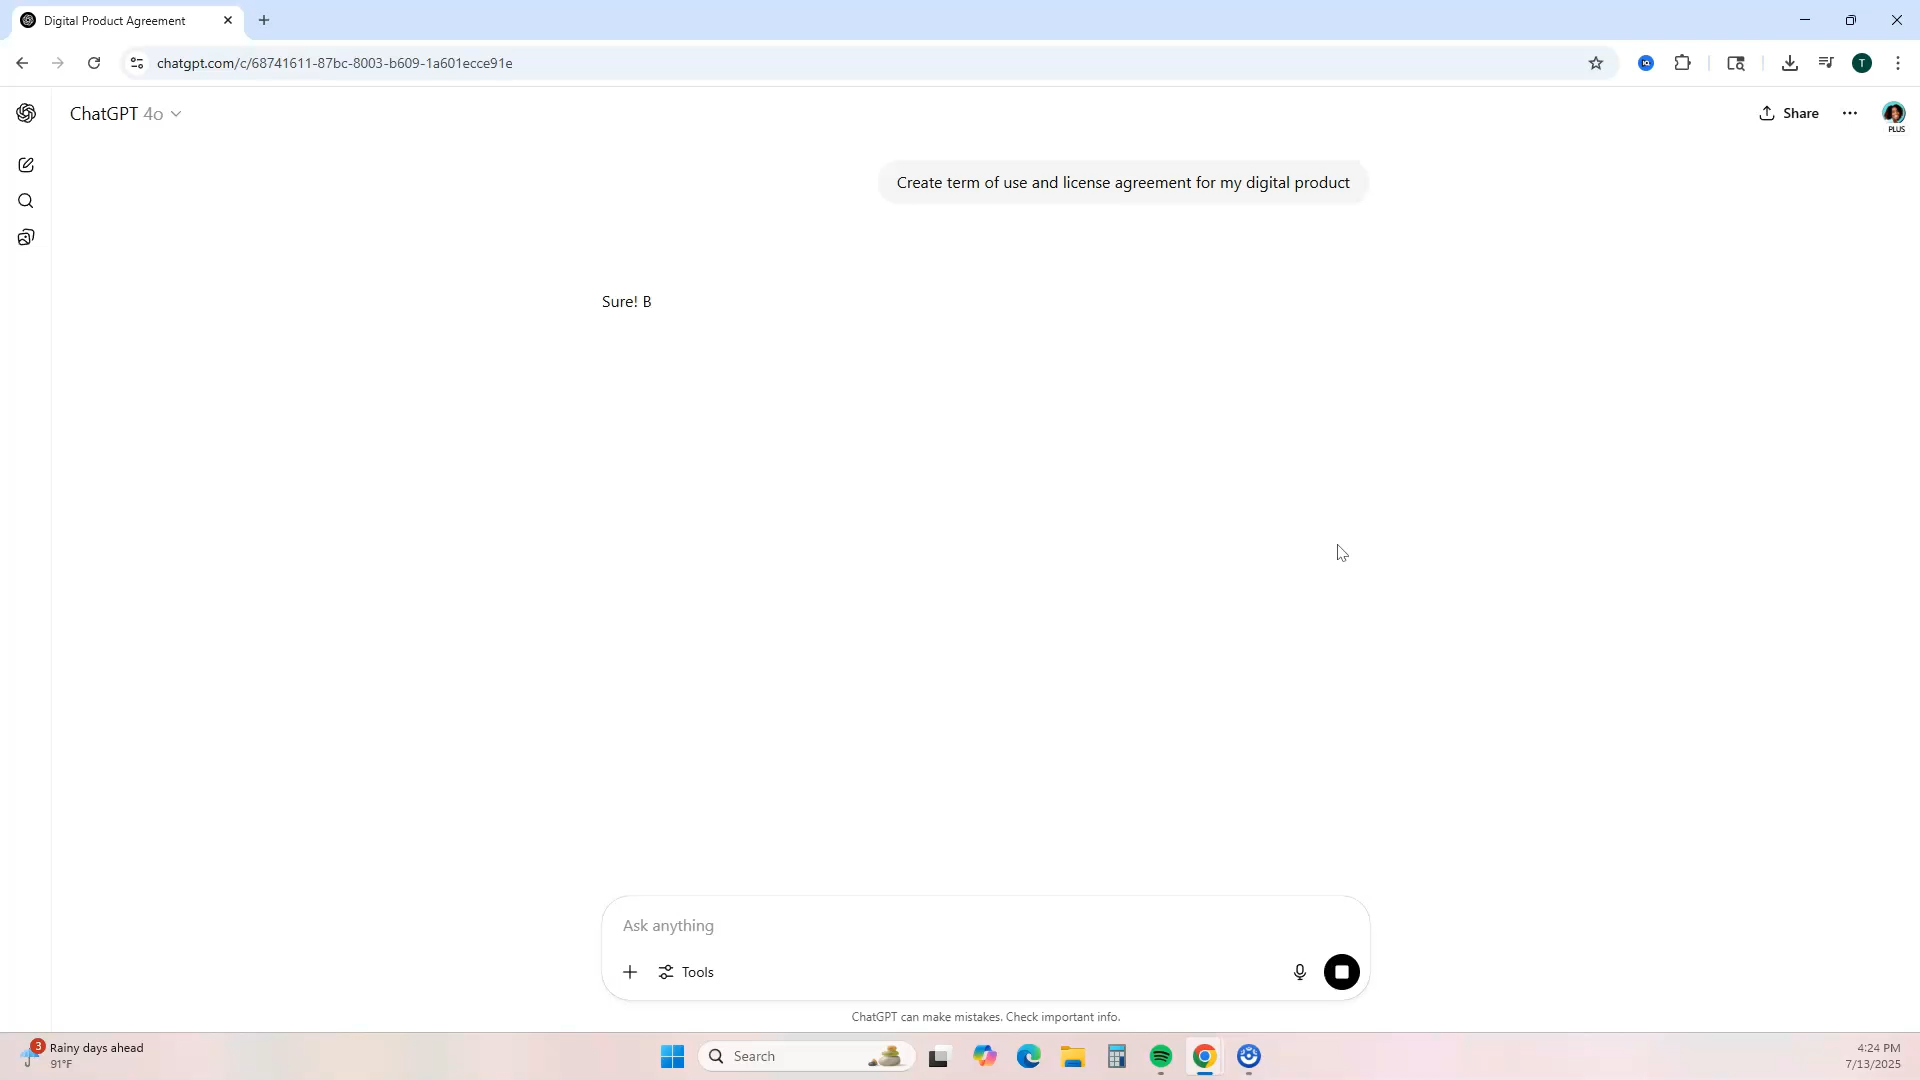 Digital Product Agreement
chatgpt.com/c/68741611-87bc-8003-b609-1a601ecce91e
T
ChatGPT 4o
Share
PLUS
Create term of use and license agreement for my digital product
Sure! B
Ask anything
Tools
ChatGPT can make mistakes. Check important info.
3
Rainy days ahead
91°F
Search
4:24 PM
7/13/2025